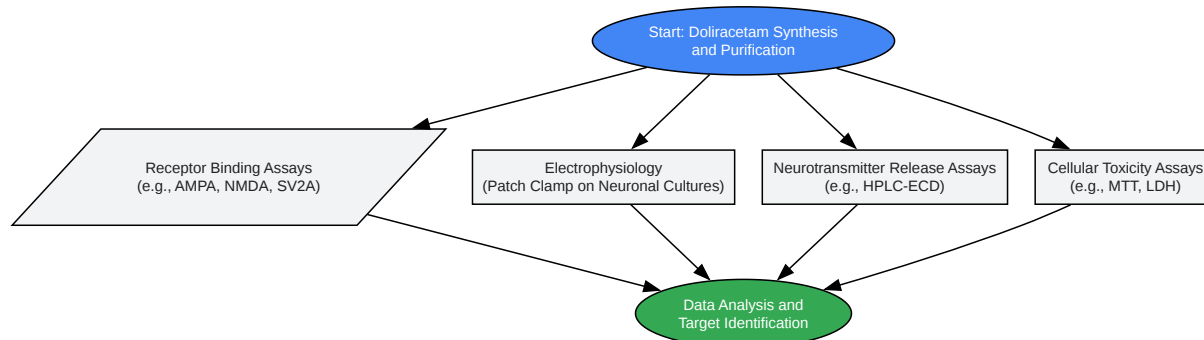 Start: Doliracetam Synthesis
and Purification
Receptor Binding Assays
(e.g., AMPA, NMDA, SV2A)
Electrophysiology
(Patch Clamp on Neuronal Cultures)
Neurotransmitter Release Assays
(e.g., HPLC-ECD)
Cellular Toxicity Assays
(e.g., MTT, LDH)
Data Analysis and
Target Identification